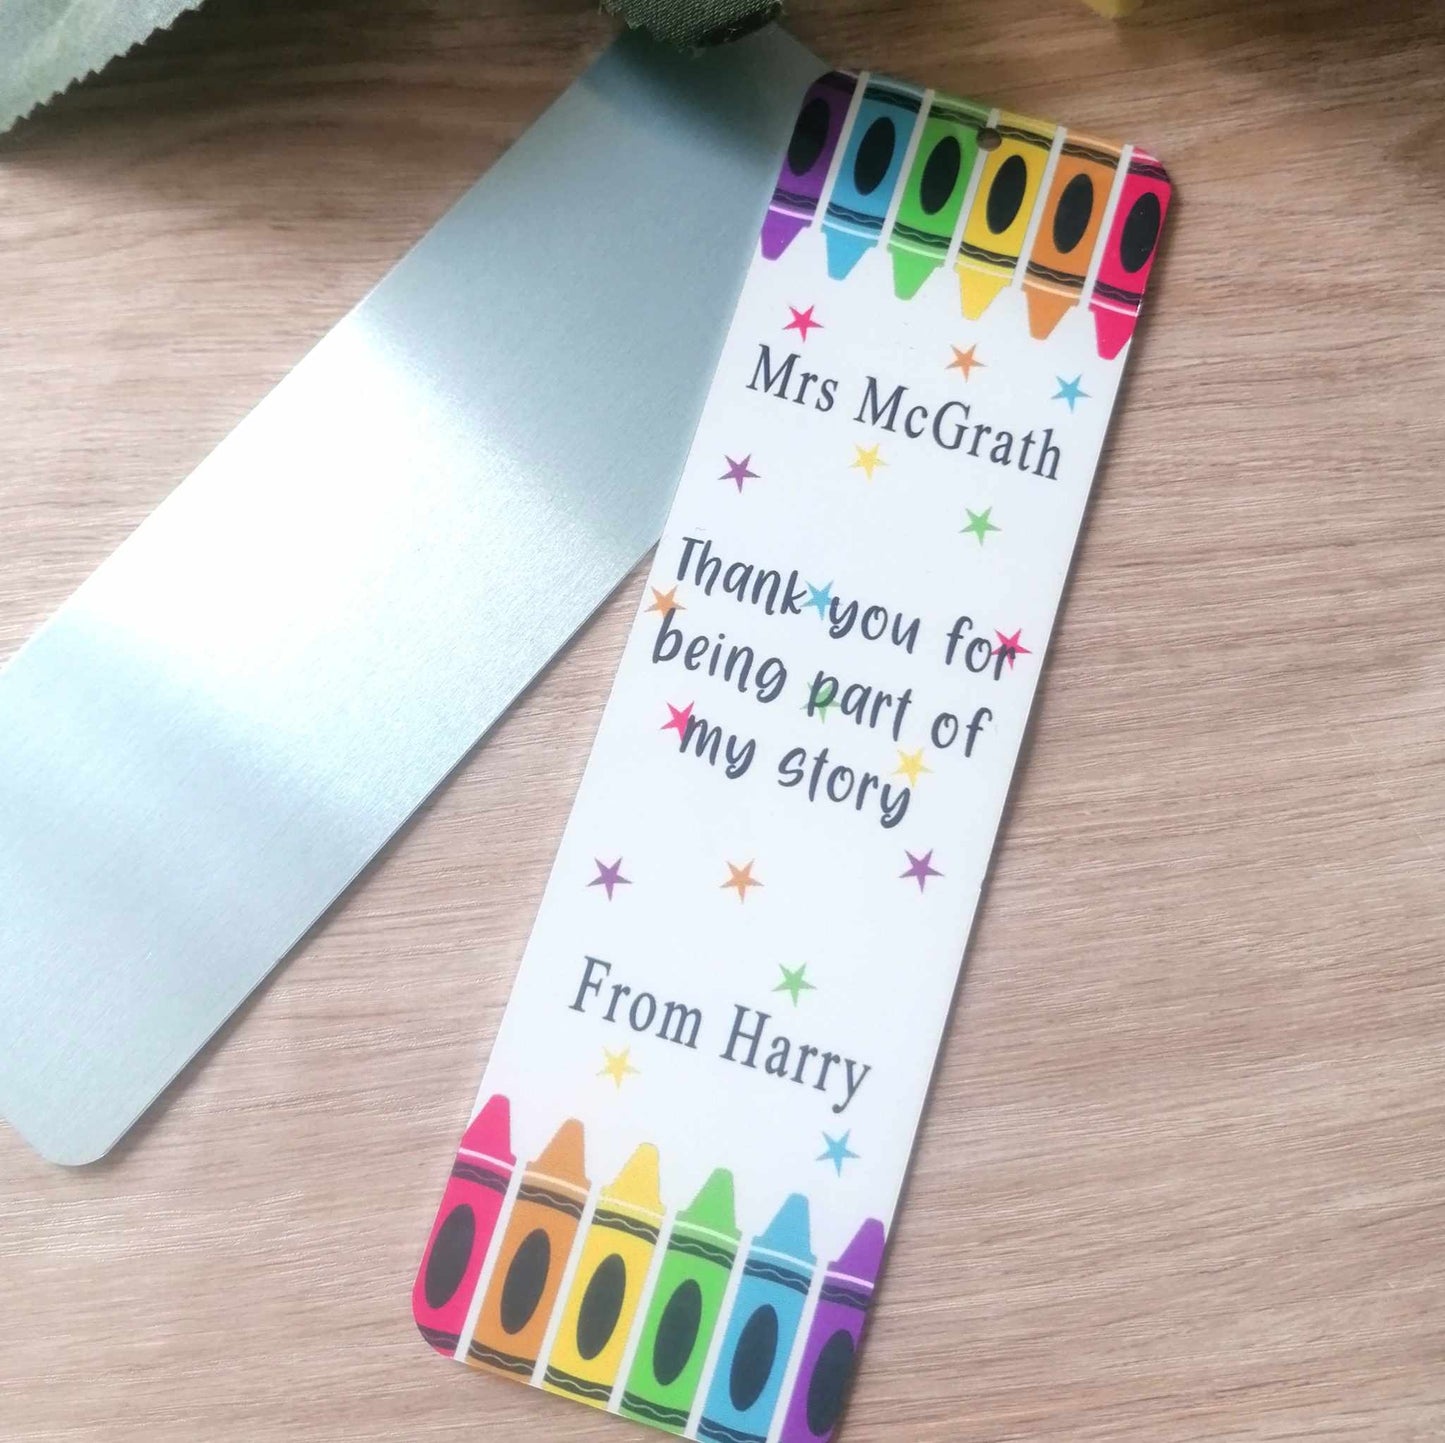 Mrs McGrath
Thank you for
being part of
my story
From Harry